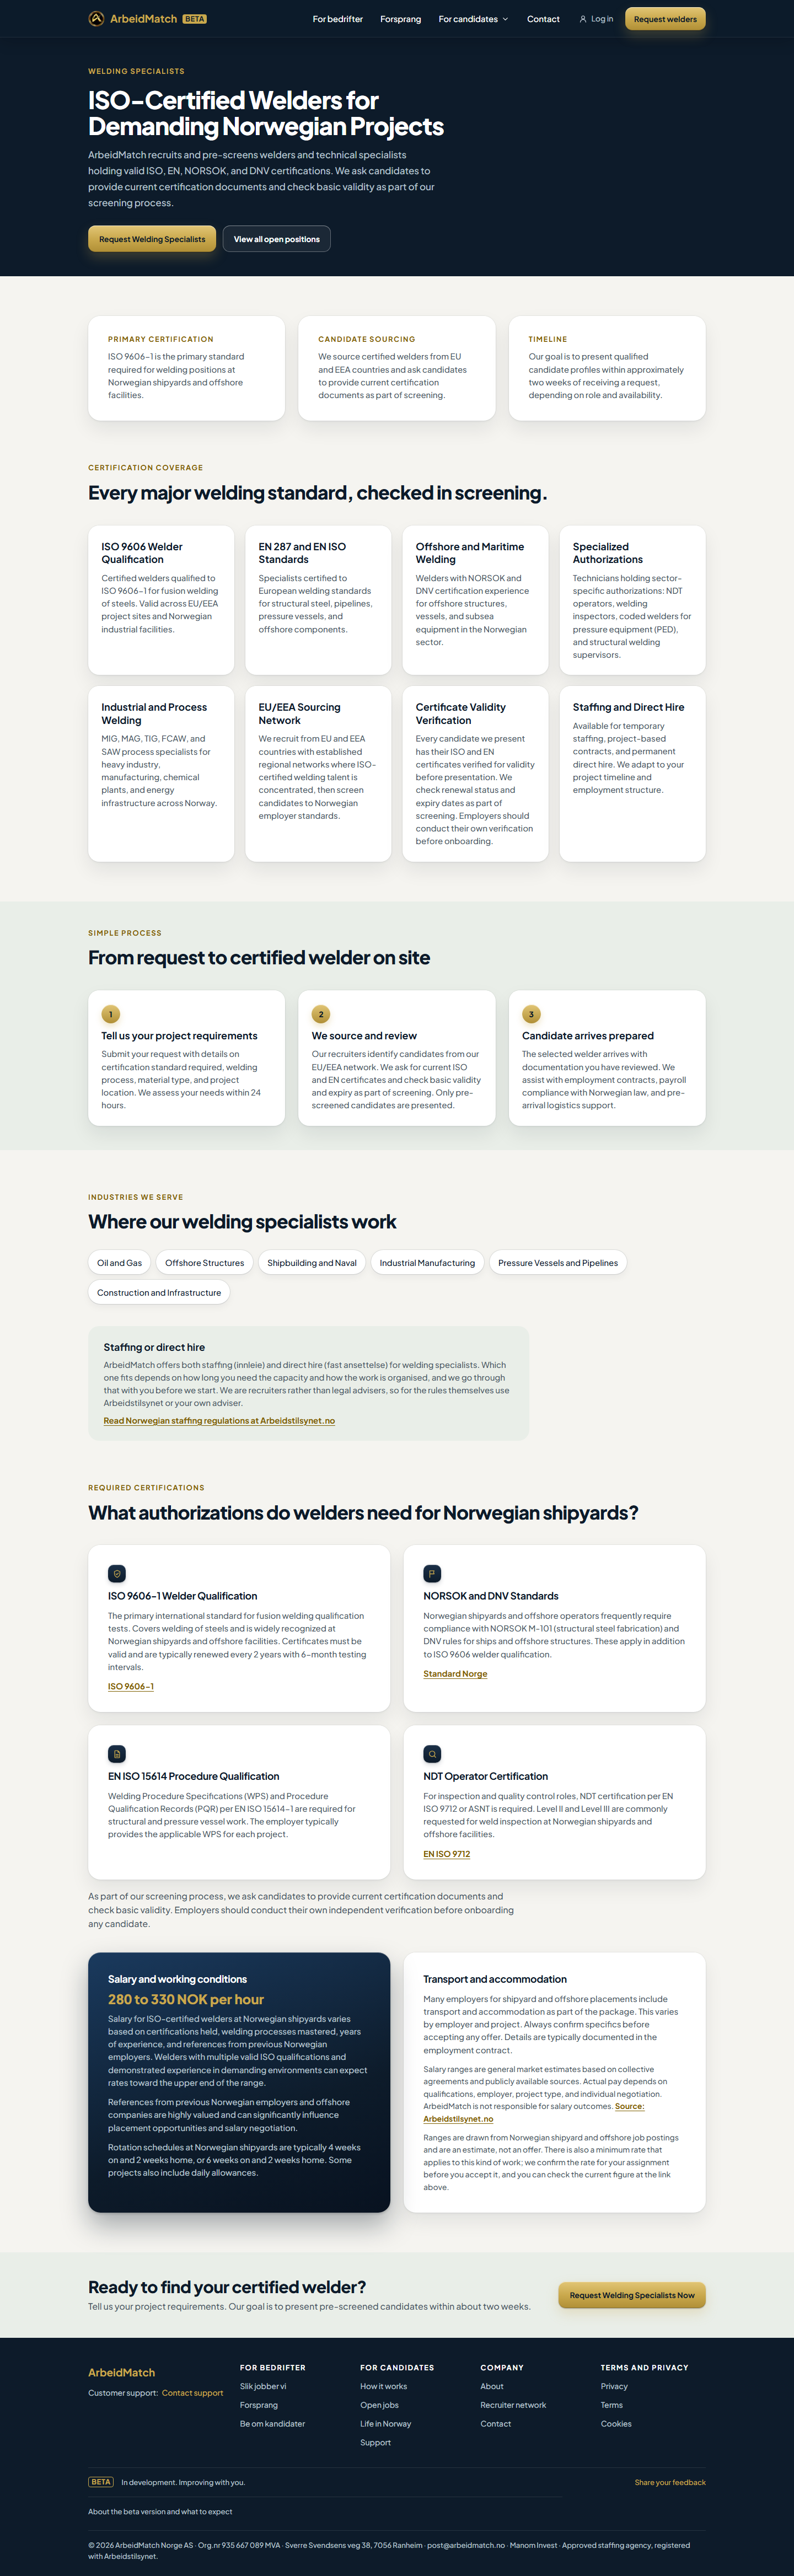 ArbeidMatch BETA
For bedrifter
Forsprang
For candidates
Contact
Log in
Request welders
WELDING SPECIALISTS
ISO-Certified Welders for
Demanding Norwegian Projects
ArbeidMatch recruits and pre-screens welders and technical specialists
holding valid ISO, EN, NORSOK, and DNV certifications. We ask candidates to
provide current certification documents and check basic validity as part of our
screening process.
Request Welding Specialists
View all open positions
PRIMARY CERTIFICATION
ISO 9606-1 is the primary standard
required for welding positions at
Norwegian shipyards and offshore
facilities.
CANDIDATE SOURCING
We source certified welders from EU
and EEA countries and ask candidates
to provide current certification
documents as part of screening.
TIMELINE
Our goal is to present qualified
candidate profiles within approximately
two weeks of receiving a request,
depending on role and availability.
CERTIFICATION COVERAGE
Every major welding standard, checked in screening.
ISO 9606 Welder
Qualification
Certified welders qualified to
ISO 9606-1 for fusion welding
of steels. Valid across EU/EEA
project sites and Norwegian
industrial facilities.
EN 287 and EN ISO
Standards
Specialists certified to
European welding standards
for structural steel, pipelines,
pressure vessels, and
offshore components.
Offshore and Maritime
Welding
Welders with NORSOK and
DNV certification experience
for offshore structures,
vessels, and subsea
equipment in the Norwegian
sector.
Specialized
Authorizations
Technicians holding sector-
specific authorizations: NDT
operators, welding
inspectors, coded welders for
pressure equipment (PED),
and structural welding
supervisors.
Industrial and Process
Welding
MIG, MAG, TIG, FCAW, and
SAW process specialists for
heavy industry,
manufacturing, chemical
plants, and energy
infrastructure across Norway.
EU/EEA Sourcing
Network
We recruit from EU and EEA
countries with established
regional networks where ISO-
certified welding talent is
concentrated, then screen
candidates to Norwegian
employer standards.
Certificate Validity
Verification
Every candidate we present
has their ISO and EN
certificates verified for validity
before presentation. We
check renewal status and
expiry dates as part of
screening. Employers should
conduct their own verification
before onboarding.
Staffing and Direct Hire
Available for temporary
staffing, project-based
contracts, and permanent
direct hire. We adapt to your
project timeline and
employment structure.
SIMPLE PROCESS
From request to certified welder on site
1
Tell us your project requirements
Submit your request with details on
certification standard required, welding
process, material type, and project
location. We assess your needs within 24
hours.
2
We source and review
Our recruiters identify candidates from our
EU/EEA network. We ask for current ISO
and EN certificates and check basic validity
and expiry as part of screening. Only pre-
screened candidates are presented.
3
Candidate arrives prepared
The selected welder arrives with
documentation you have reviewed. We
assist with employment contracts, payroll
compliance with Norwegian law, and pre-
arrival logistics support.
INDUSTRIES WE SERVE
Where our welding specialists work
Oil and Gas
Offshore Structures
Shipbuilding and Naval
Industrial Manufacturing
Pressure Vessels and Pipelines
Construction and Infrastructure
Staffing or direct hire
ArbeidMatch offers both staffing (innleie) and direct hire (fast ansettelse) for welding specialists. Which
one fits depends on how long you need the capacity and how the work is organised, and we go through
that with you before we start. We are recruiters rather than legal advisers, so for the rules themselves use
Arbeidstilsynet or your own adviser.
Read Norwegian staffing regulations at Arbeidstilsynet.no
REQUIRED CERTIFICATIONS
What authorizations do welders need for Norwegian shipyards?
ISO 9606-1 Welder Qualification
The primary international standard for fusion welding qualification
tests. Covers welding of steels and is widely recognized at
Norwegian shipyards and offshore facilities. Certificates must be
valid and are typically renewed every 2 years with 6-month testing
intervals.
ISO 9606-1
NORSOK and DNV Standards
Norwegian shipyards and offshore operators frequently require
compliance with NORSOK M-101 (structural steel fabrication) and
DNV rules for ships and offshore structures. These apply in addition
to ISO 9606 welder qualification.
Standard Norge
EN ISO 15614 Procedure Qualification
Welding Procedure Specifications (WPS) and Procedure
Qualification Records (PQR) per EN ISO 15614-1 are required for
structural and pressure vessel work. The employer typically
provides the applicable WPS for each project.
NDT Operator Certification
For inspection and quality control roles, NDT certification per EN
ISO 9712 or ASNT is required. Level II and Level III are commonly
requested for weld inspection at Norwegian shipyards and
offshore facilities.
EN ISO 9712
As part of our screening process, we ask candidates to provide current certification documents and
check basic validity. Employers should conduct their own independent verification before onboarding
any candidate.
Salary and working conditions
280 to 330 NOK per hour
Salary for ISO-certified welders at Norwegian shipyards varies
based on certifications held, welding processes mastered, years
of experience, and references from previous Norwegian
employers. Welders with multiple valid ISO qualifications and
demonstrated experience in demanding environments can expect
rates toward the upper end of the range.
References from previous Norwegian employers and offshore
companies are highly valued and can significantly influence
placement opportunities and salary negotiation.
Rotation schedules at Norwegian shipyards are typically 4 weeks
on and 2 weeks home, or 6 weeks on and 2 weeks home. Some
projects also include daily allowances.
Transport and accommodation
Many employers for shipyard and offshore placements include
transport and accommodation as part of the package. This varies
by employer and project. Always confirm specifics before
accepting any offer. Details are typically documented in the
employment contract.
Salary ranges are general market estimates based on collective
agreements and publicly available sources. Actual pay depends on
qualifications, employer, project type, and individual negotiation.
ArbeidMatch is not responsible for salary outcomes. Source:
Arbeidstilsynet.no
Ranges are drawn from Norwegian shipyard and offshore job postings
and are an estimate, not an offer. There is also a minimum rate that
applies to this kind of work; we confirm the rate for your assignment
before you accept it, and you can check the current figure at the link
above.
Ready to find your certified welder?
Tell us your project requirements. Our goal is to present pre-screened candidates within about two weeks.
Request Welding Specialists Now
ArbeidMatch
Customer support: Contact support
FOR BEDRIFTER
Slik jobber vi
Forsprang
Be om kandidater
FOR CANDIDATES
How it works
Open jobs
Life in Norway
Support
COMPANY
About
Recruiter network
Contact
TERMS AND PRIVACY
Privacy
Terms
Cookies
BETA In development. Improving with you.
Share your feedback
About the beta version and what to expect
© 2026 ArbeidMatch Norge AS · Org.nr 935 667 089 MVA · Sverre Svendsens veg 38, 7056 Ranheim · post@arbeidmatch.no · Manom Invest · Approved staffing agency, registered
with Arbeidstilsynet.